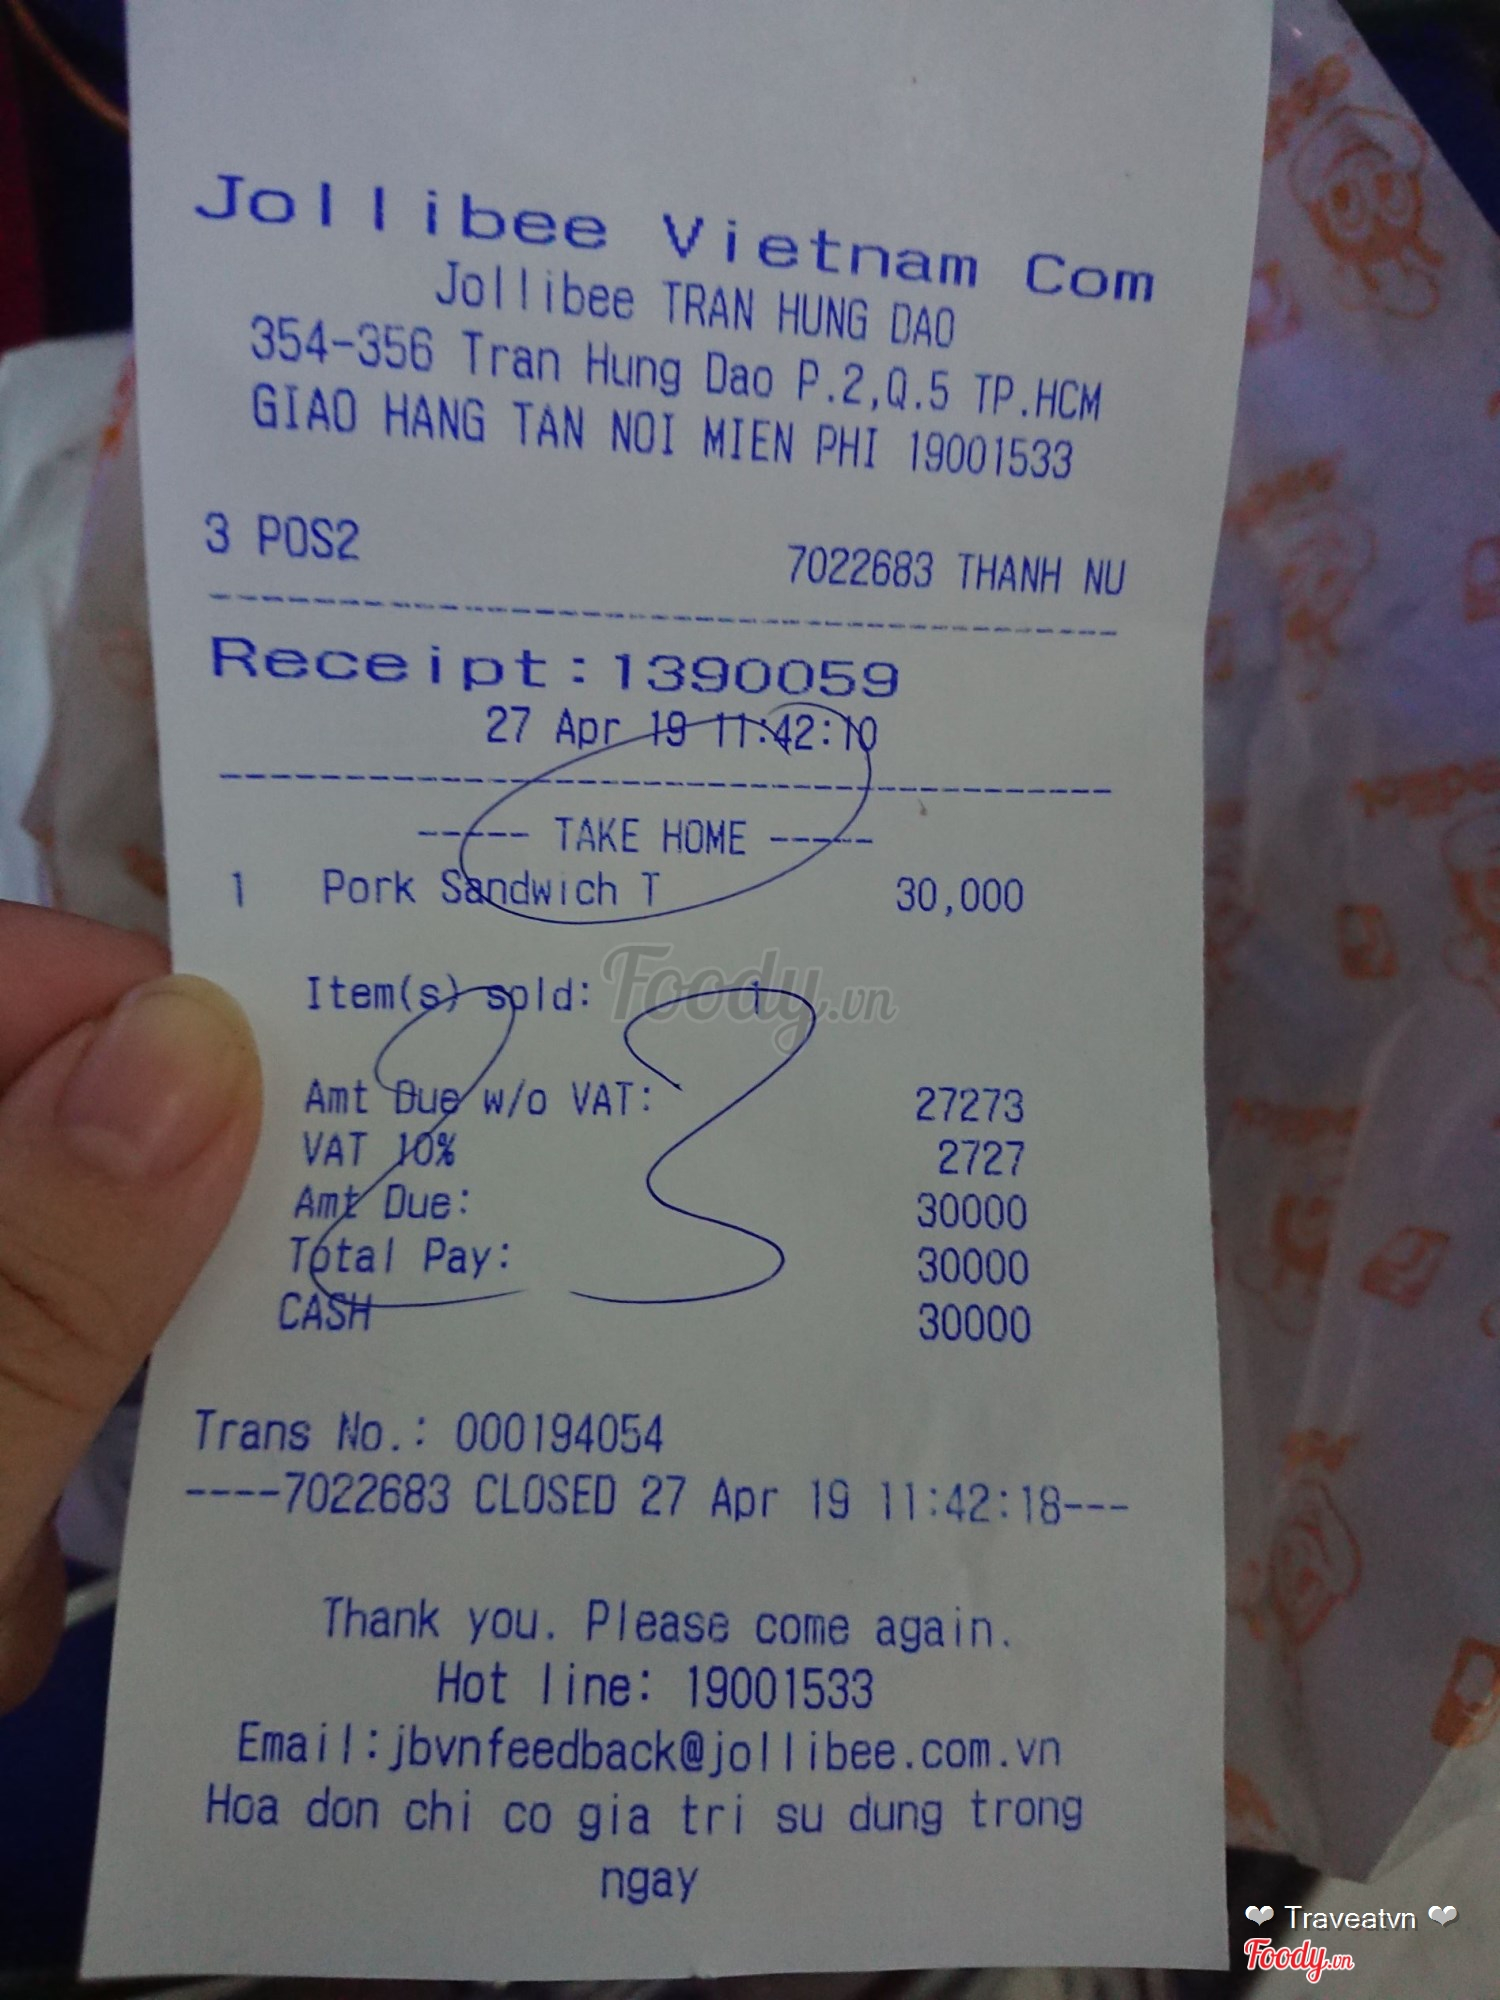 Jollibee Vietnam Com
Jollibee TRAN HUNG DAO
354-356 Tran Hung Dao P.2,Q.5 TP.HCM
GIAO HANG TAN NOI MIEN PHI 19001533
3 POS2 7022683 THANH NU
Receipt:1390059
27 Apr 19 11:42:10
----- TAKE HOME -----
1 Pork Sandwich T 30,000
Item(s) sold: 1
Foody.vn
Amt Due w/o VAT: 27273
VAT 10% 2727
Amt Due: 30000
Total Pay: 30000
CASH 30000
Trans No.: 000194054
----7022683 CLOSED 27 Apr 19 11:42:18---
Thank you. Please come again.
Hot line: 19001533
Email:jbvnfeedback@jollibee.com.vn
Hoa don chi co gia tri su dung trong
ngay
❤ Traveatvn ❤
Foody.vn